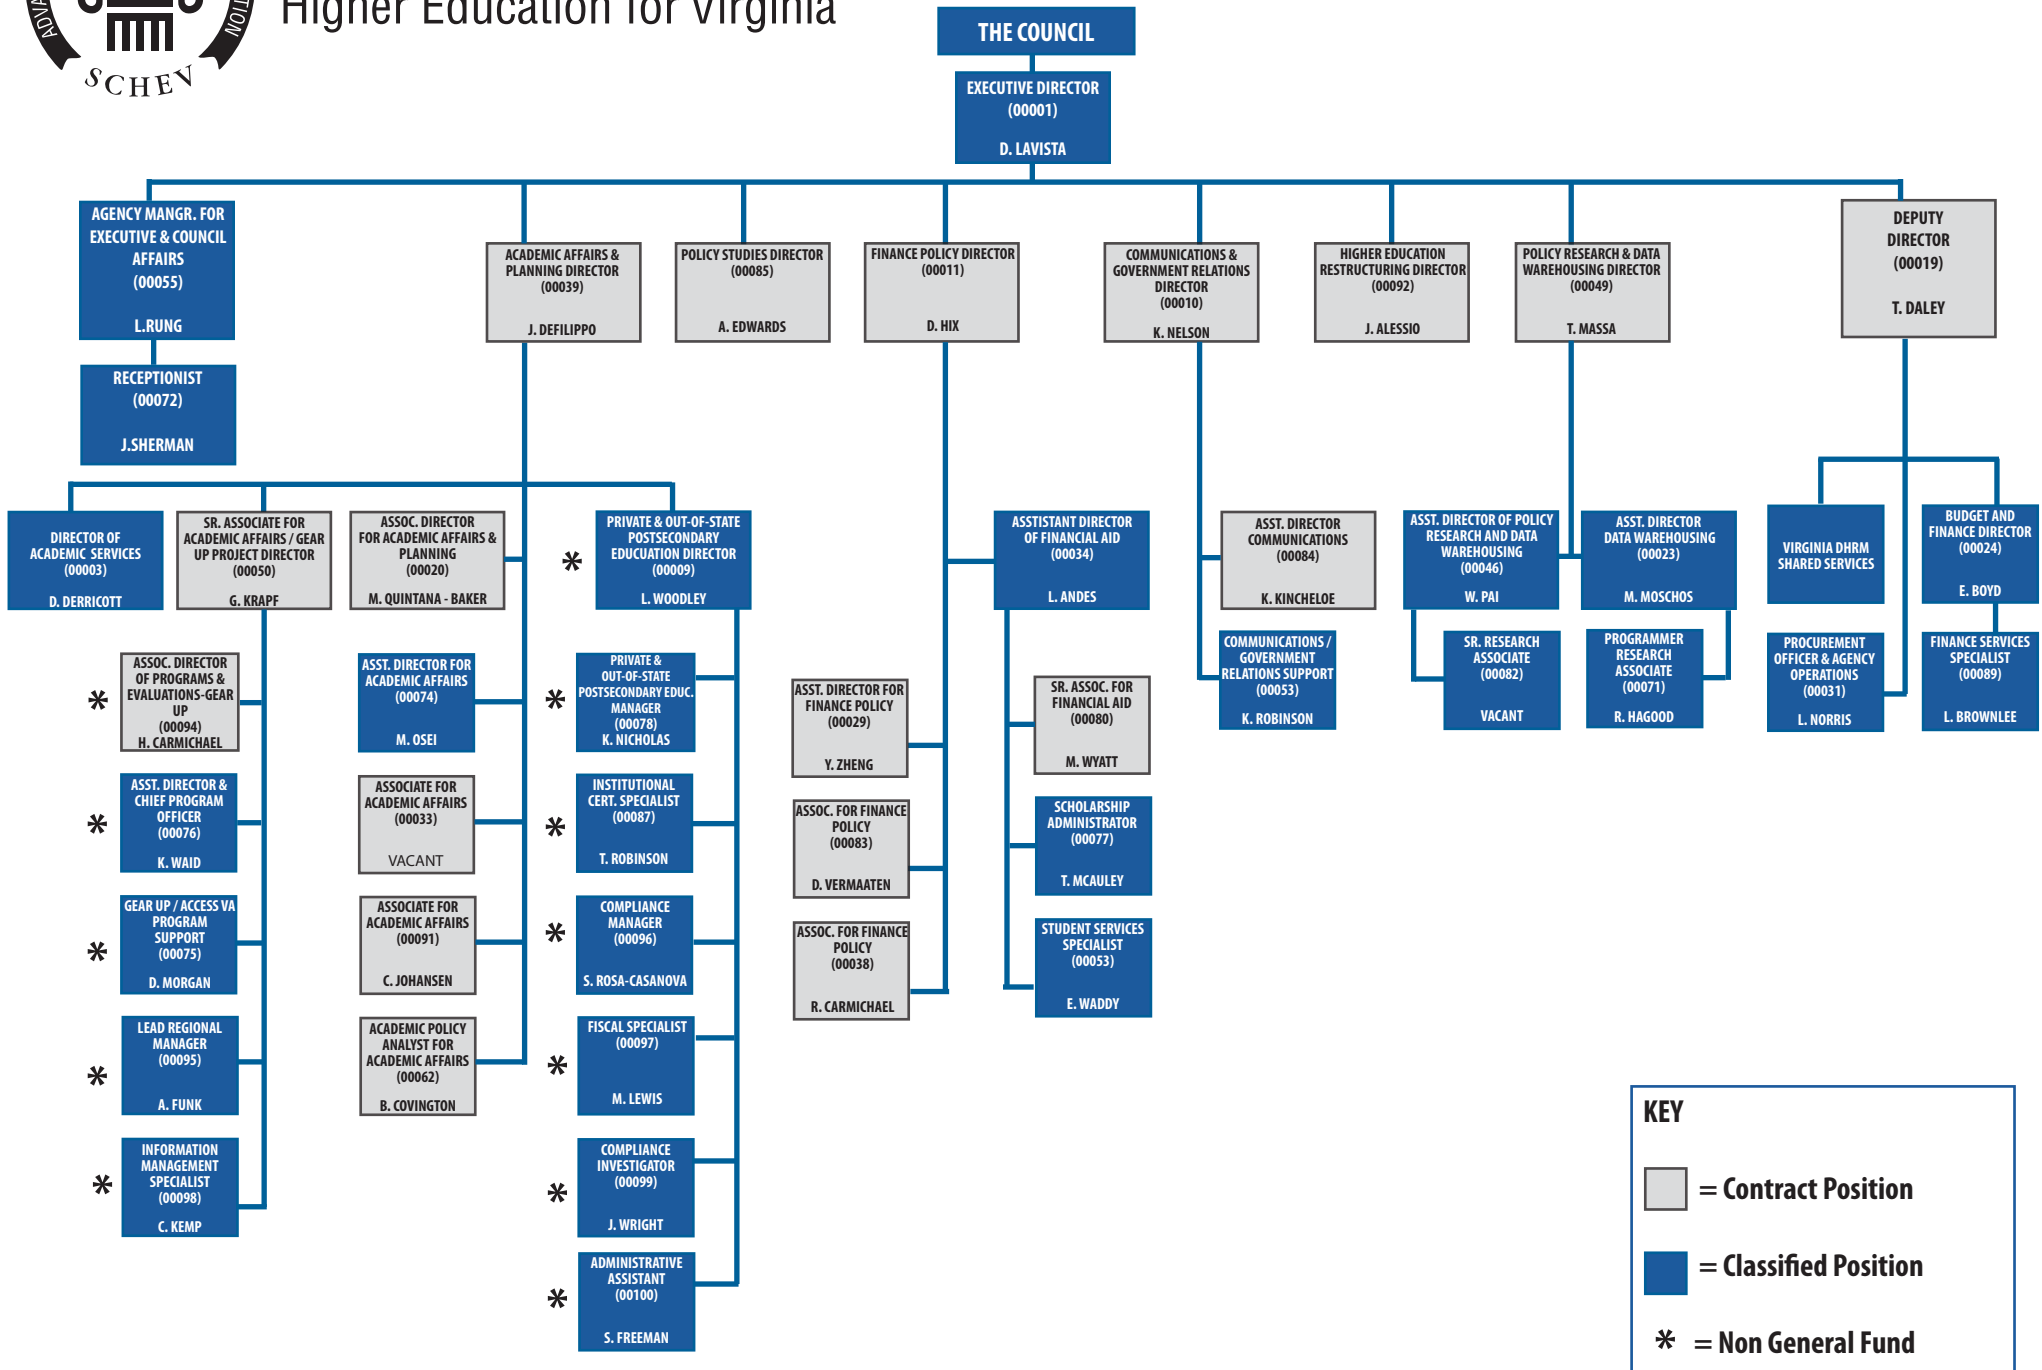 Higher Education for Virginia
ADVA
TION
SCHEV
THE COUNCIL
EXECUTIVE DIRECTOR
(00001)
D. LAVISTA
AGENCY MANGR. FOR
EXECUTIVE & COUNCIL
AFFAIRS
(00055)
L.RUNG
RECEPTIONIST
(00072)
J.SHERMAN
ACADEMIC AFFAIRS &
PLANNING DIRECTOR
(00039)
J. DEFILIPPO
POLICY STUDIES DIRECTOR
(00085)
A. EDWARDS
FINANCE POLICY DIRECTOR
(00011)
D. HIX
COMMUNICATIONS &
GOVERNMENT RELATIONS
DIRECTOR
(00010)
K. NELSON
HIGHER EDUCATION
RESTRUCTURING DIRECTOR
(00092)
J. ALESSIO
POLICY RESEARCH & DATA
WAREHOUSING DIRECTOR
(00049)
T. MASSA
DEPUTY
DIRECTOR
(00019)
T. DALEY
DIRECTOR OF
ACADEMIC SERVICES
(00003)
D. DERRICOTT
SR. ASSOCIATE FOR
ACADEMIC AFFAIRS / GEAR
UP PROJECT DIRECTOR
(00050)
G. KRAPF
ASSOC. DIRECTOR
FOR ACADEMIC AFFAIRS &
PLANNING
(00020)
M. QUINTANA - BAKER
*
PRIVATE & OUT-OF-STATE
POSTSECONDARY
EDUCUATION DIRECTOR
(00009)
L. WOODLEY
ASSTISTANT DIRECTOR
OF FINANCIAL AID
(00034)
L. ANDES
ASST. DIRECTOR
COMMUNICATIONS
(00084)
K. KINCHELOE
ASST. DIRECTOR OF POLICY
RESEARCH AND DATA
WAREHOUSING
(00046)
W. PAI
ASST. DIRECTOR
DATA WAREHOUSING
(00023)
M. MOSCHOS
VIRGINIA DHRM
SHARED SERVICES
BUDGET AND
FINANCE DIRECTOR
(00024)
E. BOYD
*
ASSOC. DIRECTOR
OF PROGRAMS &
EVALUATIONS-GEAR
UP
(00094)
H. CARMICHAEL
*
ASST. DIRECTOR &
CHIEF PROGRAM
OFFICER
(00076)
K. WAID
*
GEAR UP / ACCESS VA
PROGRAM
SUPPORT
(00075)
D. MORGAN
*
LEAD REGIONAL
MANAGER
(00095)
A. FUNK
*
INFORMATION
MANAGEMENT
SPECIALIST
(00098)
C. KEMP
ASST. DIRECTOR FOR
ACADEMIC AFFAIRS
(00074)
M. OSEI
ASSOCIATE FOR
ACADEMIC AFFAIRS
(00033)
VACANT
ASSOCIATE FOR
ACADEMIC AFFAIRS
(00091)
C. JOHANSEN
ACADEMIC POLICY
ANALYST FOR
ACADEMIC AFFAIRS
(00062)
B. COVINGTON
*
PRIVATE &
OUT-OF-STATE
POSTSECONDARY EDUC.
MANAGER
(00078)
K. NICHOLAS
*
INSTITUTIONAL
CERT. SPECIALIST
(00087)
T. ROBINSON
*
COMPLIANCE
MANAGER
(00096)
S. ROSA-CASANOVA
*
FISCAL SPECIALIST
(00097)
M. LEWIS
*
COMPLIANCE
INVESTIGATOR
(00099)
J. WRIGHT
*
ADMINISTRATIVE
ASSISTANT
(00100)
S. FREEMAN
ASST. DIRECTOR FOR
FINANCE POLICY
(00029)
Y. ZHENG
ASSOC. FOR FINANCE
POLICY
(00083)
D. VERMAATEN
ASSOC. FOR FINANCE
POLICY
(00038)
R. CARMICHAEL
SR. ASSOC. FOR
FINANCIAL AID
(00080)
M. WYATT
SCHOLARSHIP
ADMINISTRATOR
(00077)
T. MCAULEY
STUDENT SERVICES
SPECIALIST
(00053)
E. WADDY
COMMUNICATIONS /
GOVERNMENT
RELATIONS SUPPORT
(00053)
K. ROBINSON
SR. RESEARCH
ASSOCIATE
(00082)
VACANT
PROGRAMMER
RESEARCH
ASSOCIATE
(00071)
R. HAGOOD
PROCUREMENT
OFFICER & AGENCY
OPERATIONS
(00031)
L. NORRIS
FINANCE SERVICES
SPECIALIST
(00089)
L. BROWNLEE
KEY
= Contract Position
= Classified Position
* = Non General Fund